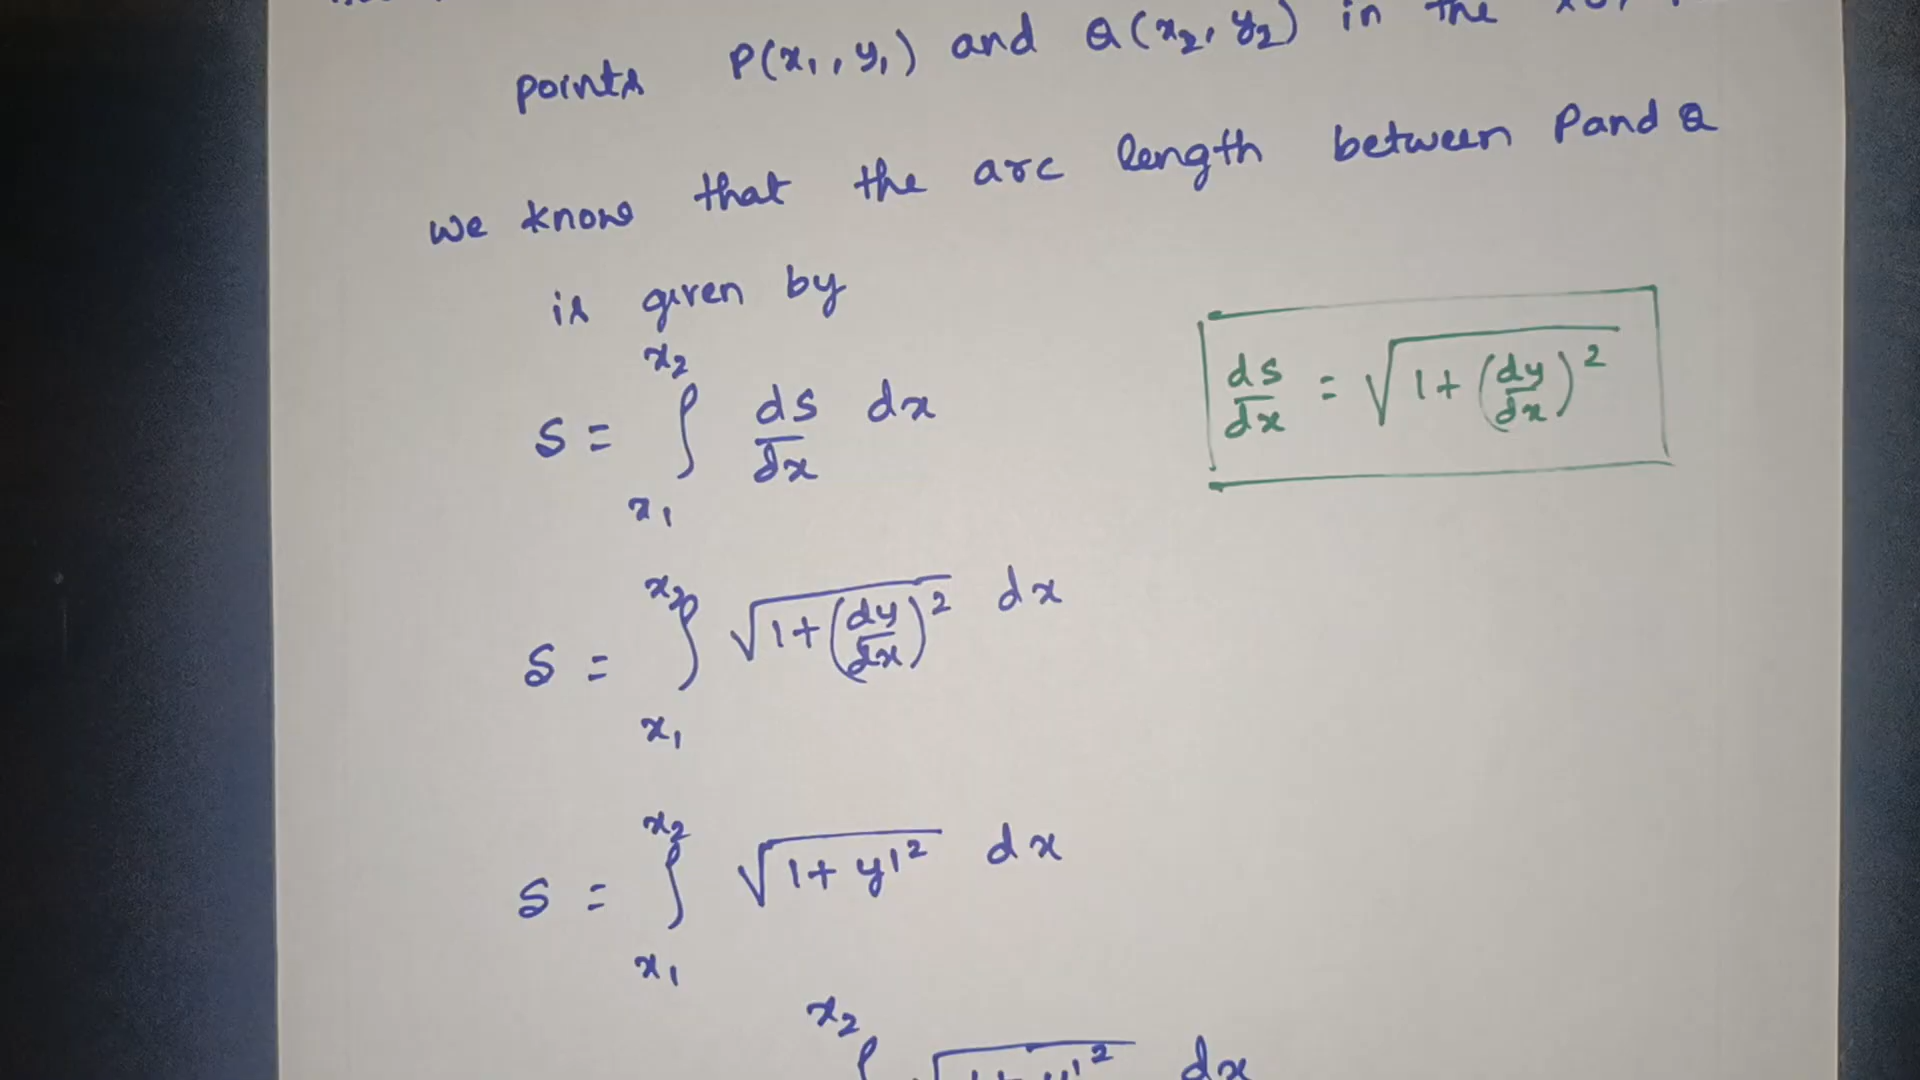 points P(x₁, y₁) and Q(x₂, y₂) in the
we know that the arc length between P and Q
is given by
S = ∫_{x₁}^{x₂} ds/dx dx
ds/dx = √(1+(dy/dx)²)
S = ∫_{x₁}^{x₂} √(1+(dy/dx)²) dx
S = ∫_{x₁}^{x₂} √(1+y'²) dx
x₂
∫ √(1+y'²) dx